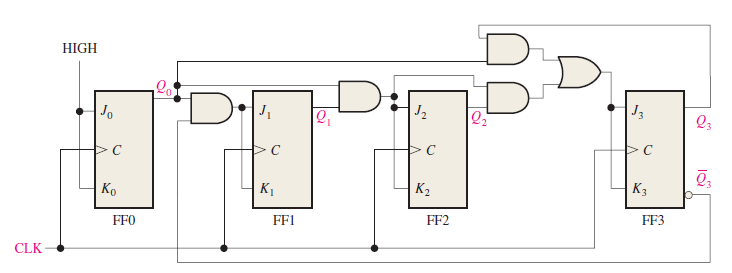 HIGH
Q₀
Q₁
Q₂
Q₃
Q̅₃
J₀
C
K₀
FF0
J₁
C
K₁
FF1
J₂
C
K₂
FF2
J₃
C
K₃
FF3
CLK